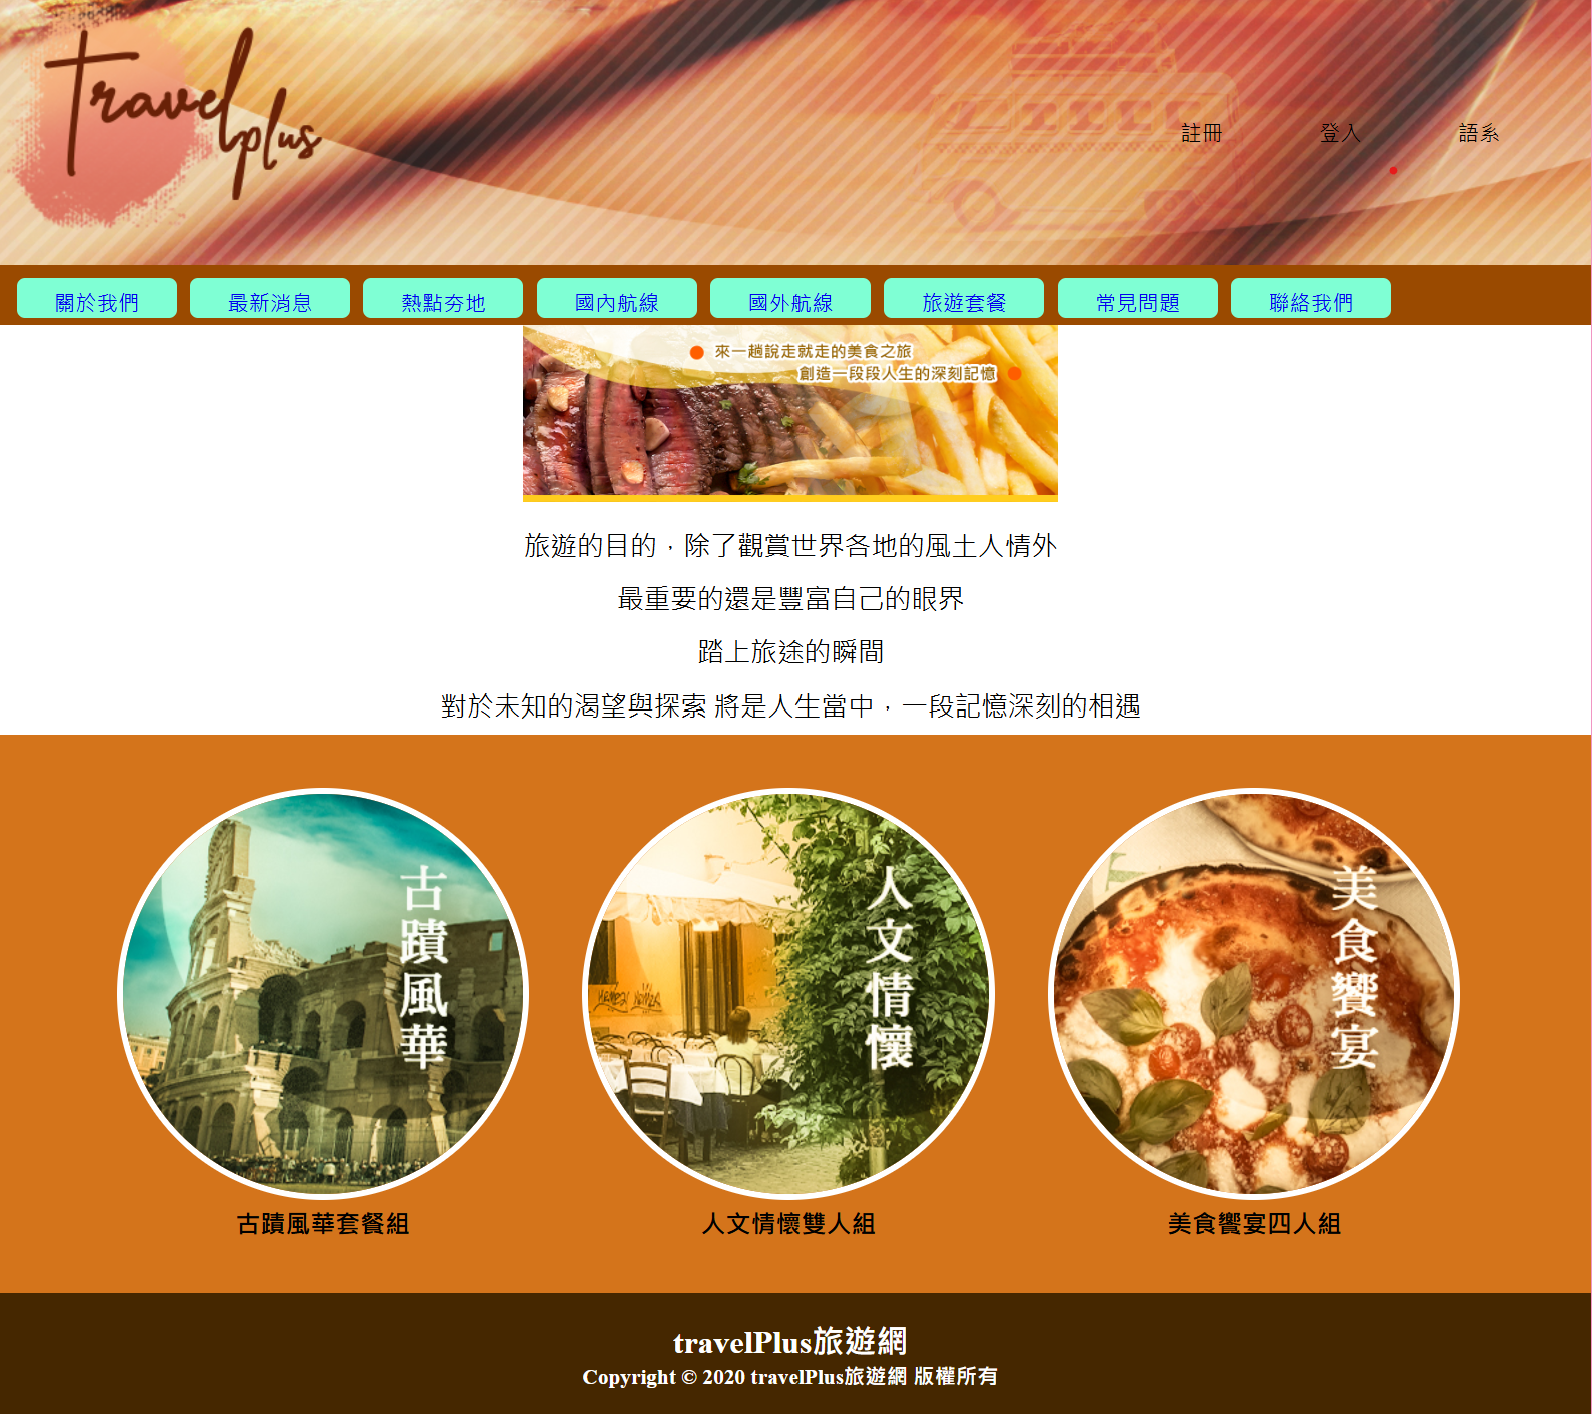 Travel
plus
註冊 登入 語系
關於我們 最新消息 熱點夯地 國內航線 國外航線 旅遊套餐 常見問題 聯絡我們
來一趟說走就走的美食之旅
創造一段段人生的深刻記憶
旅遊的目的，除了觀賞世界各地的風土人情外
最重要的還是豐富自己的眼界
踏上旅途的瞬間
對於未知的渴望與探索 將是人生當中，一段記憶深刻的相遇
古蹟風華
人文情懷
美食饗宴
古蹟風華套餐組
人文情懷雙人組
美食饗宴四人組
travelPlus旅遊網
Copyright © 2020 travelPlus旅遊網 版權所有